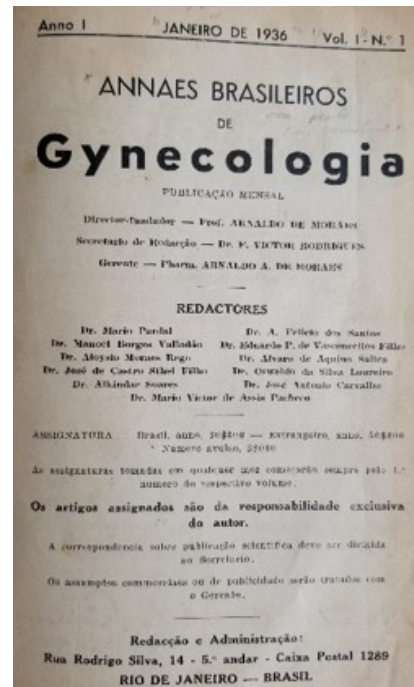 Anno I JANEIRO DE 1936 Vol. I - N.º 1
ANNAES BRASILEIROS
DE
Gynecologia
PUBLICAÇÃO MENSAL
Director-fundador — Prof. ARNALDO DE MORAES
Secretario de Redacção — Dr. F. VICTOR RODRIGUES
Gerente — Pharm. ARNALDO A. DE MORAES
REDACTORES
Dr. Mario Pardal Dr. A. Felicio dos Santos
Dr. Manoel Borges Valladão Dr. Eduardo P. de Vasconcellos Filho
Dr. Aloysio Moraes Rego Dr. Alvaro de Aquino Salles
Dr. José de Castro Sthel Filho Dr. Oswaldo da Silva Loureiro
Dr. Alkindar Soares Dr. José Antonio Carvalho
Dr. Mario Victor de Assis Pacheco
ASSIGNATURA Brasil, anno, — Extrangeiro, anno,
Numero avulso,
As assignaturas tomadas em qualquer mez começarão sempre pelo 1.º
numero do respectivo volume.
Os artigos assignados são da responsabilidade exclusiva
do autor.
A correspondencia sobre publicação scientifica deve ser dirigida
ao Secretario.
Os assumptos commerciaes ou de publicidade serão tratados com
o Gerente.
Redacção e Administração:
Rua Rodrigo Silva, 14 - 5.º andar - Caixa Postal 1289
RIO DE JANEIRO — BRASIL